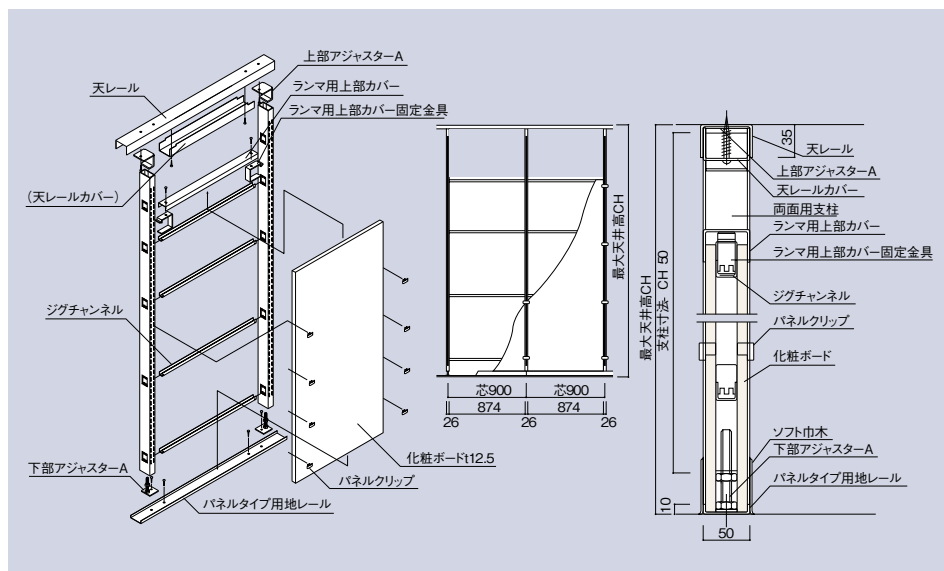 上部アジャスターA
天レール
ランマ用上部カバー
ランマ用上部カバー固定金具
(天レールカバー)
ジグチャンネル
下部アジャスターA
化粧ボードt12.5
パネルクリップ
パネルタイプ用地レール
最大天井高CH
芯900
芯900
874
874
26
26
26
35
天レール
上部アジャスターA
天レールカバー
両面用支柱
ランマ用上部カバー
ランマ用上部カバー固定金具
ジグチャンネル
最大天井高CH
支柱寸法- CH 50
パネルクリップ
化粧ボード
ソフト巾木
下部アジャスターA
パネルタイプ用地レール
10
50